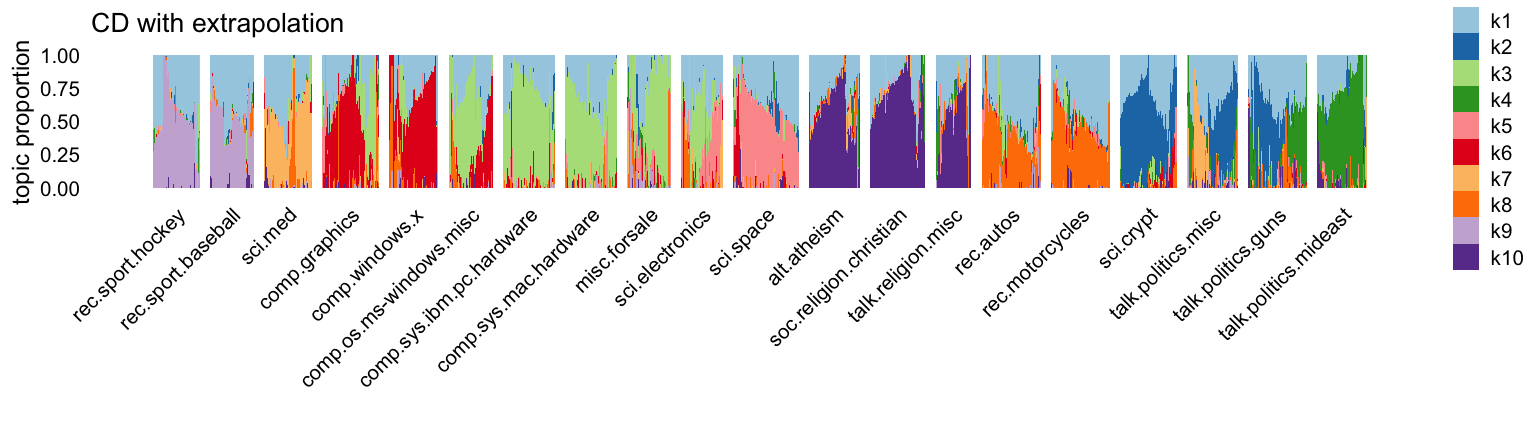 CD with extrapolation
topic proportion
1.00
0.75
0.50
0.25
0.00
rec.sport.hockey
rec.sport.baseball
sci.med
comp.graphics
comp.windows.x
comp.os.ms-windows.misc
comp.sys.ibm.pc.hardware
comp.sys.mac.hardware
misc.forsale
sci.electronics
sci.space
alt.atheism
soc.religion.christian
talk.religion.misc
rec.autos
rec.motorcycles
sci.crypt
talk.politics.misc
talk.politics.guns
talk.politics.mideast
k1
k2
k3
k4
k5
k6
k7
k8
k9
k10